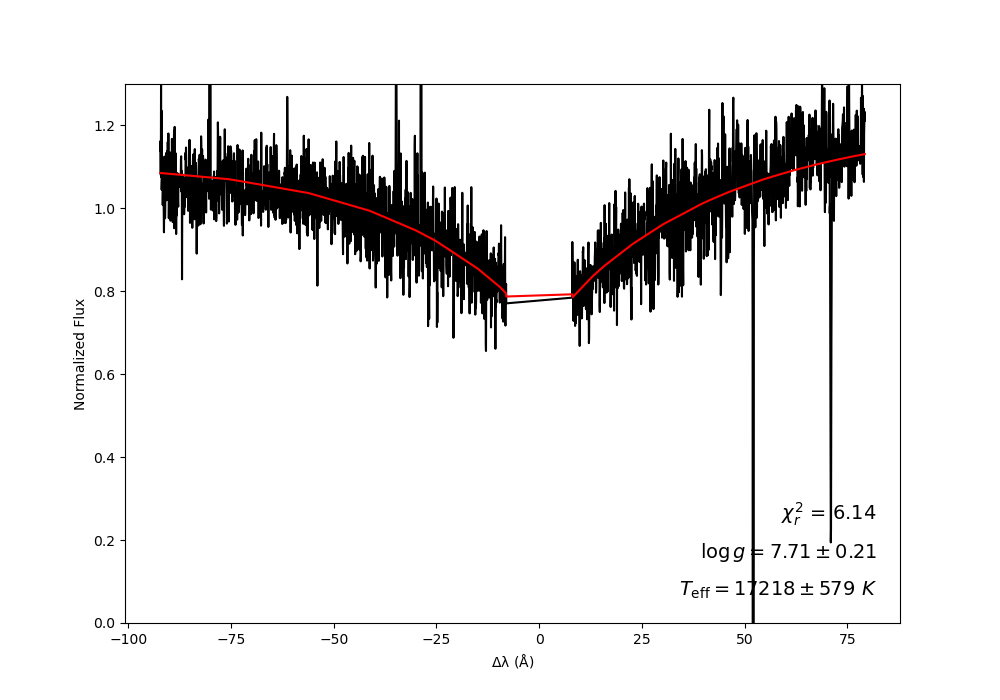 1.2
1.0
0.8
0.6
0.4
0.2
0.0
Normalized Flux
χ²ᵣ = 6.14
log g = 7.71 ± 0.21
T_eff = 17218 ± 579 K
−100 −75 −50 −25 0 25 50 75
Δλ (Å)